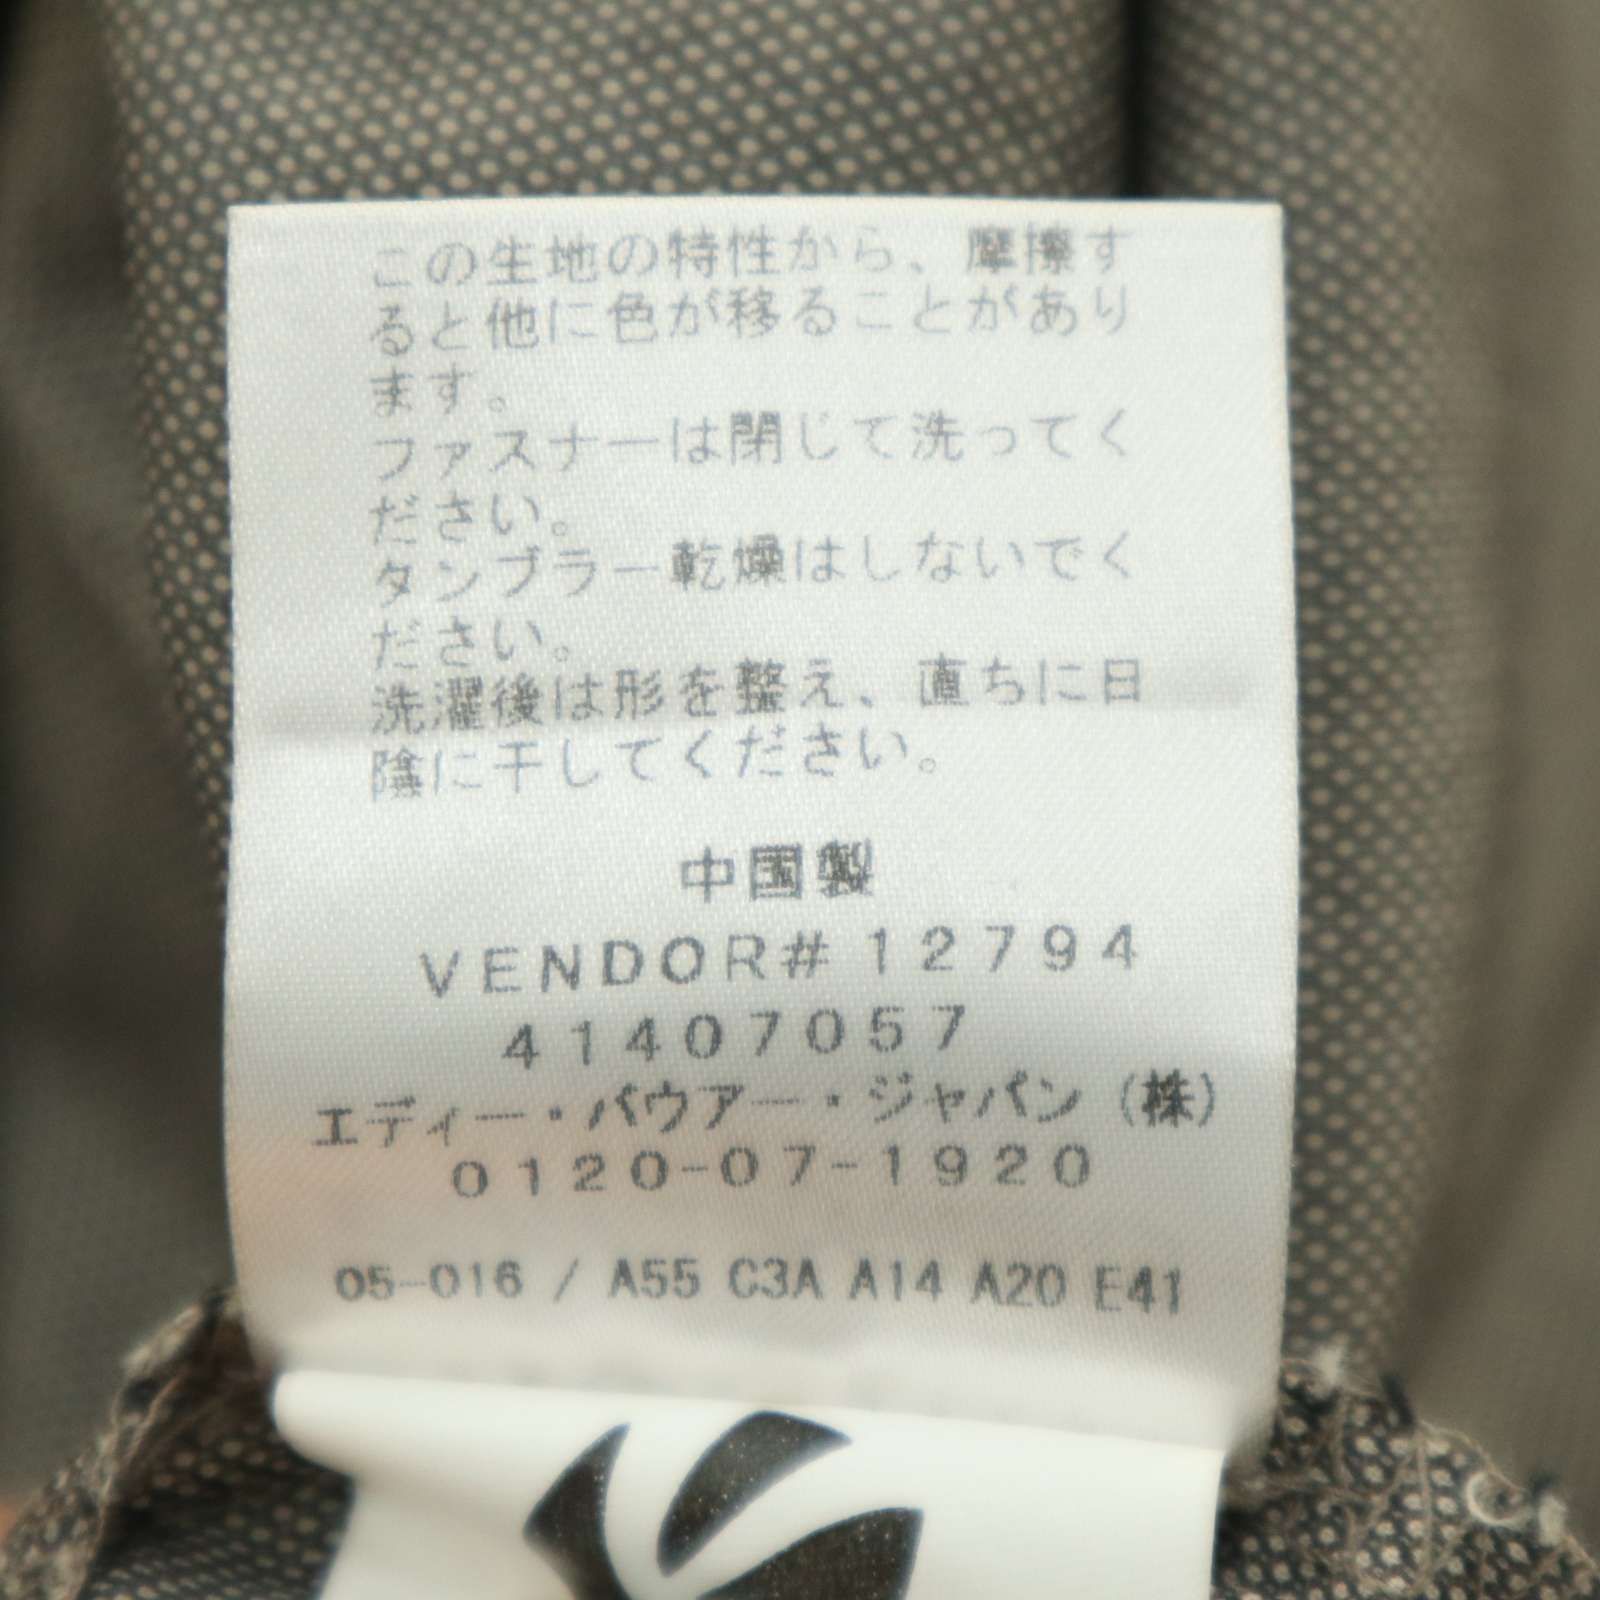 この生地の特性から、摩擦す
ると他に色が移ることがあり
ます。
ファスナーは閉じて洗ってく
ださい。
タンブラー乾燥はしないでく
ださい。
洗濯後は形を整え、直ちに日
陰に干してください。
中国製
VENDOR#12794
41407057
エディー・バウアー・ジャパン(株)
0120-07-1920
05-016 / A55 C3A A14 A20 E41